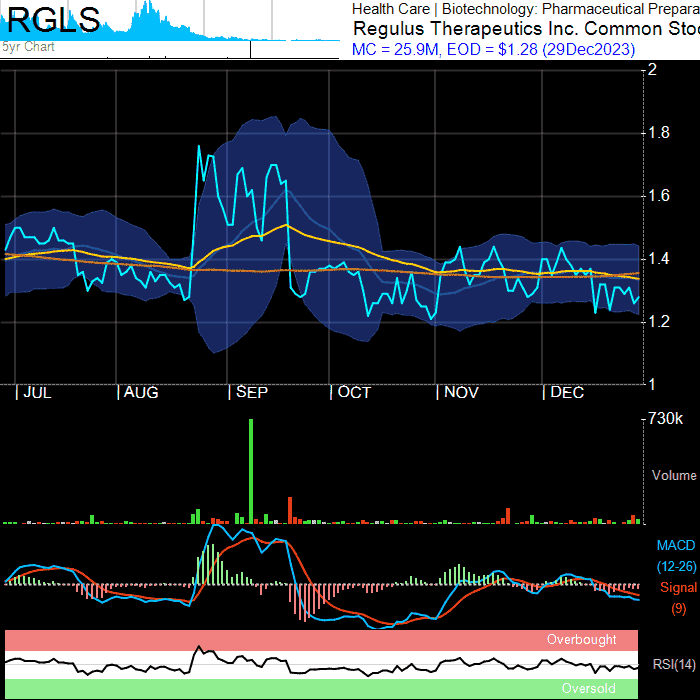 RGLS
5yr Chart
Health Care | Biotechnology: Pharmaceutical Prepara
Regulus Therapeutics Inc. Common Stoc
MC = 25.9M, EOD = $1.28 (29Dec2023)
2
1.8
1.6
1.4
1.2
1
JUL
AUG
SEP
OCT
NOV
DEC
730k
Volume
MACD
(12-26)
Signal
(9)
Overbought
RSI(14)
Oversold